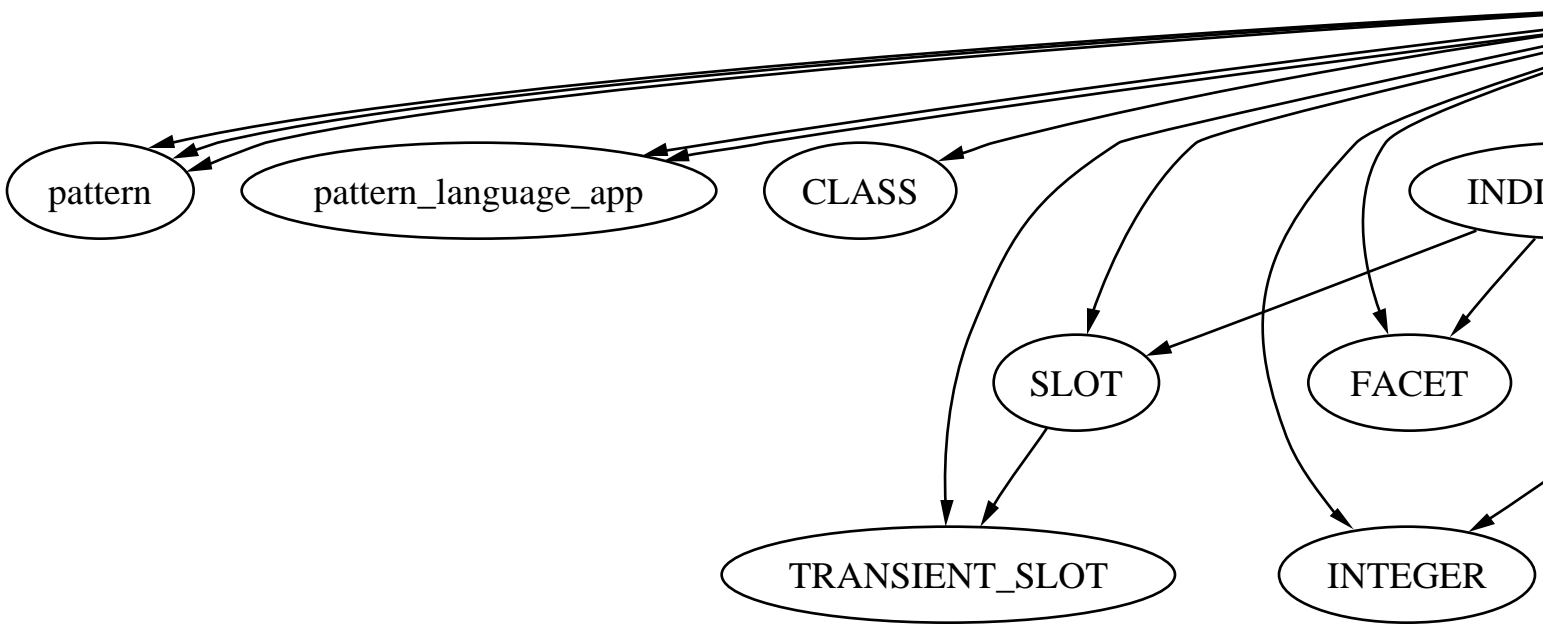 pattern
pattern_language_app
CLASS
SLOT
FACET
TRANSIENT_SLOT
INTEGER